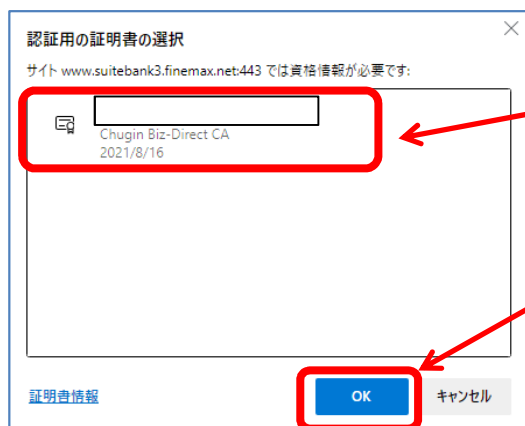 認証用の証明書の選択
サイト www.suitebank3.finemax.net:443 では資格情報が必要です:
Chugin Biz-Direct CA
2021/8/16
証明書情報
OK
キャンセル